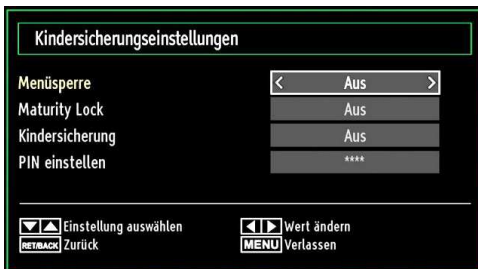 Kindersicherungseinstellungen
Menüsperre < Aus >
Maturity Lock Aus
Kindersicherung Aus
PIN einstellen ****
Einstellung auswählen Wert ändern
RET/BACK Zurück MENU Verlassen